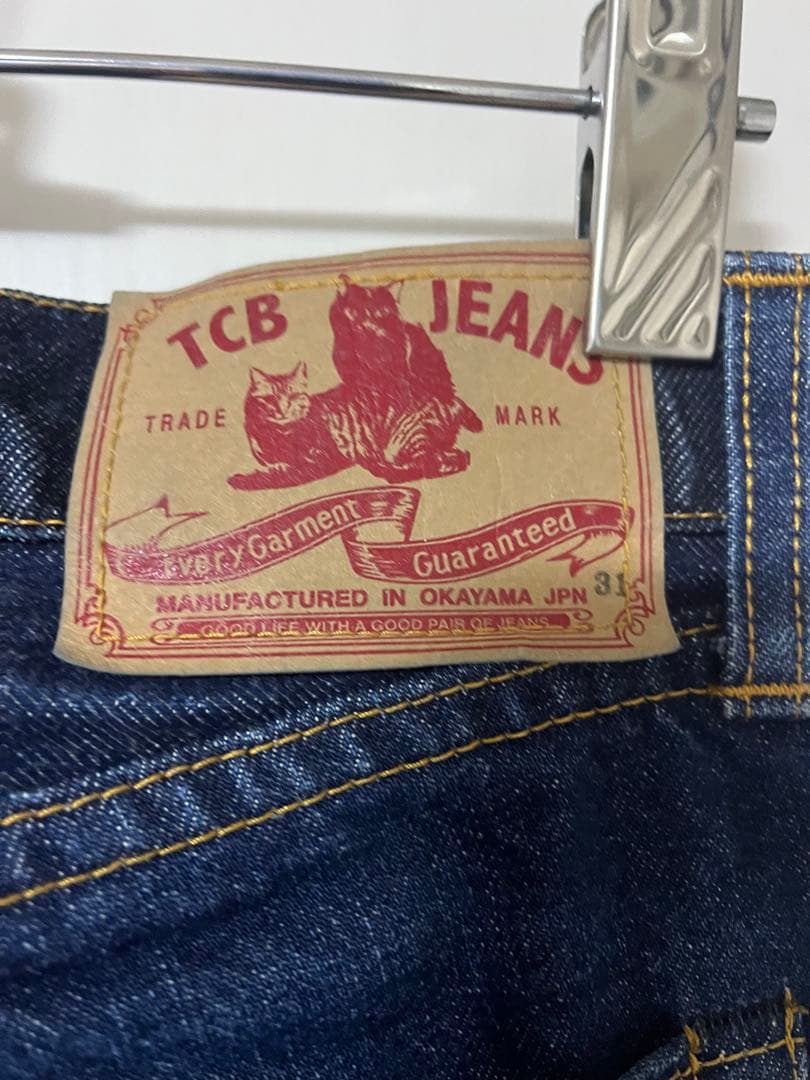 TCB JEANS
TRADE MARK
Every Garment
Guaranteed
MANUFACTURED IN OKAYAMA JPN 31
GOOD LIFE WITH A GOOD PAIR OF JEANS